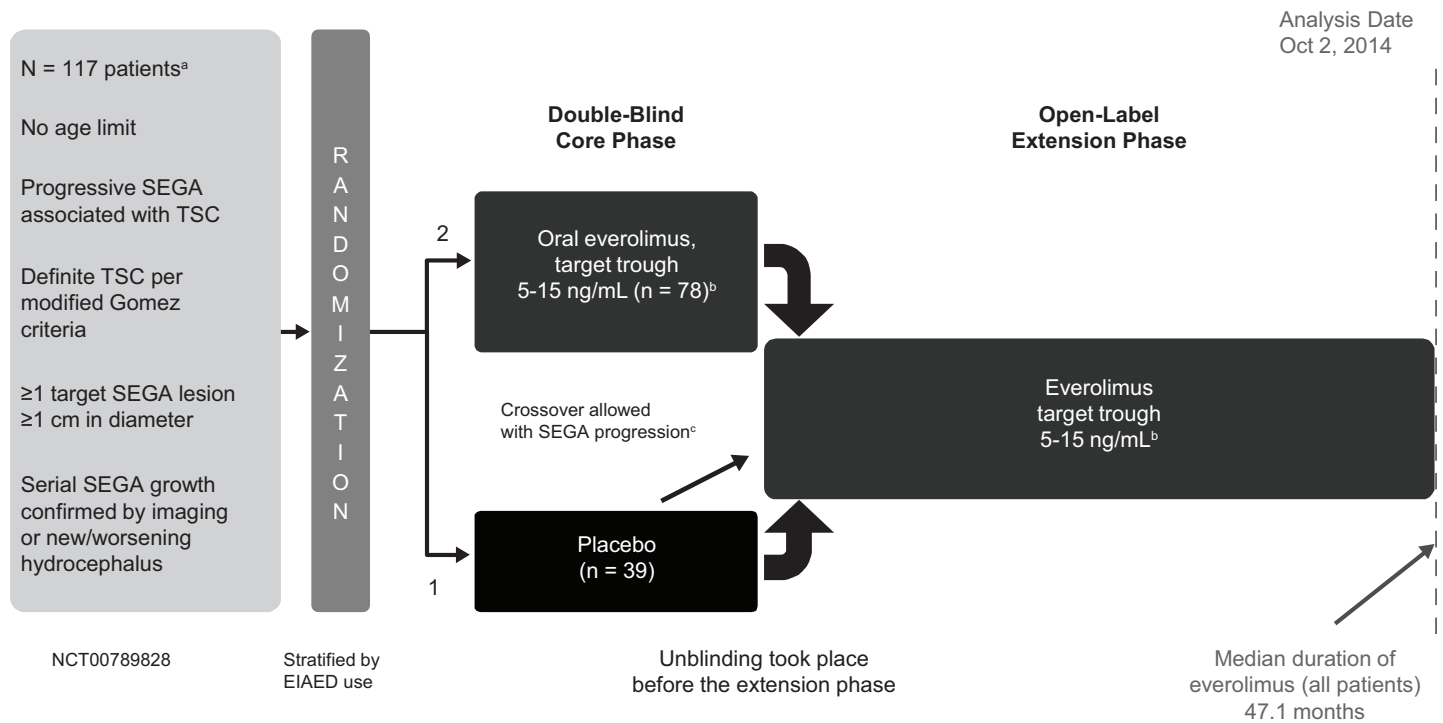 Analysis Date
Oct 2, 2014
N = 117 patientsᵃ
No age limit
Progressive SEGA
associated with TSC
Definite TSC per
modified Gomez
criteria
≥1 target SEGA lesion
≥1 cm in diameter
Serial SEGA growth
confirmed by imaging
or new/worsening
hydrocephalus
NCT00789828
RANDOMIZATION
Stratified by
EIAED use
2
1
Double-Blind
Core Phase
Oral everolimus,
target trough
5-15 ng/mL (n = 78)ᵇ
Crossover allowed
with SEGA progressionᶜ
Placebo
(n = 39)
Unblinding took place
before the extension phase
Open-Label
Extension Phase
Everolimus
target trough
5-15 ng/mLᵇ
Median duration of
everolimus (all patients)
47.1 months